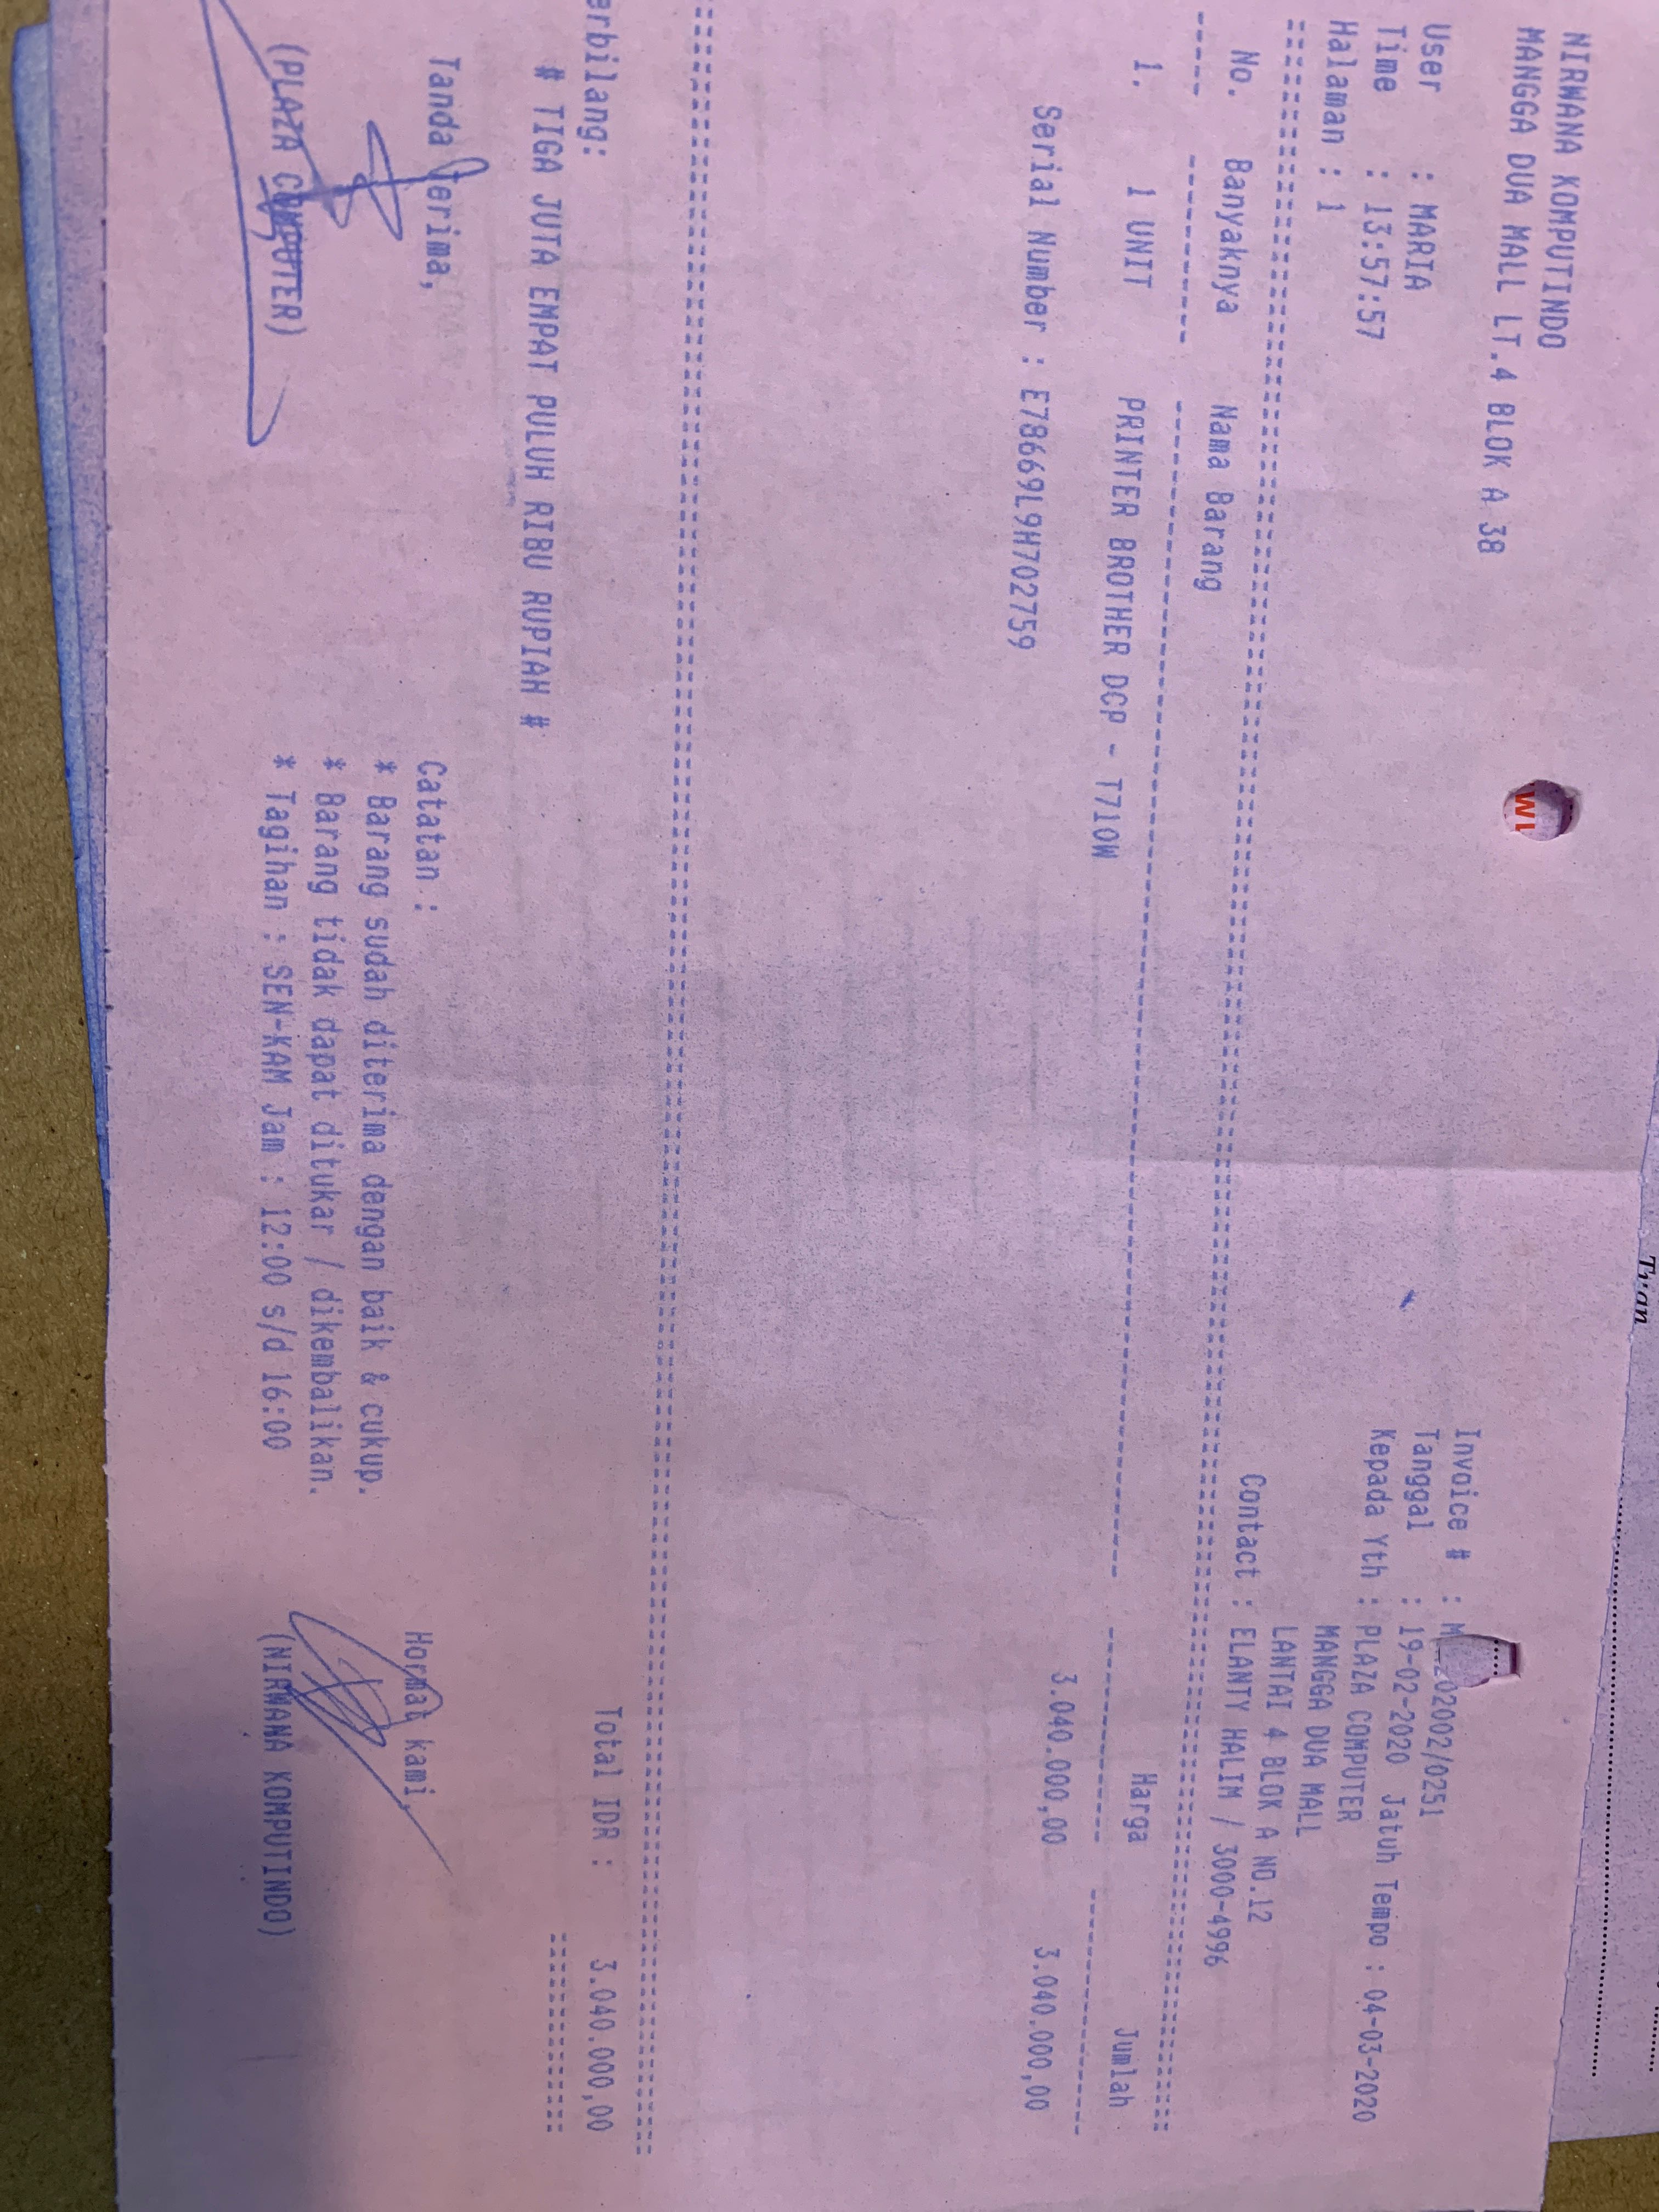 NIRWANA KOMPUTINDO
MANGGA DUA MALL LT.4 BLOK A 38
Invoice # : M 02002/0251
User : MARIA
Tanggal : 19-02-2020 Jatuh Tempo : 04-03-2020
Time : 13:57:57
Kepada Yth : PLAZA COMPUTER
Halaman : 1
MANGGA DUA MALL
LANTAI 4 BLOK A NO.12
Contact : ELANTY HALIM / 3000-4996
No. Banyaknya Nama Barang Harga Jumlah
1. 1 UNIT PRINTER BROTHER DCP - T710W 3.040.000,00 3.040.000,00
Serial Number : E78669L9H702759
erbilang: Total IDR : 3.040.000,00
# TIGA JUTA EMPAT PULUH RIBU RUPIAH #
Tanda Terima, Catatan : Hormat kami,
* Barang sudah diterima dengan baik & cukup.
* Barang tidak dapat ditukar / dikembalikan.
(PLAZA COMPUTER) * Tagihan : SEN-KAM Jam : 12:00 s/d 16:00 (NIRWANA KOMPUTINDO)